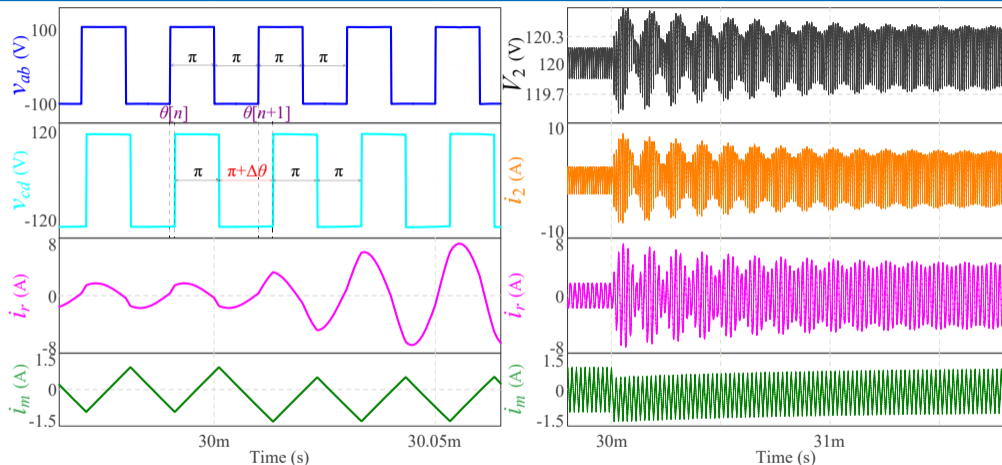 100
v_ab (V)
-100
π π π π
θ[n] θ[n+1]
120
v_cd (V)
-120
π π+Δθ π π
8
i_r (A)
0
-8
1.5
i_m (A)
0
-1.5
30m 30.05m
Time (s)
120.3
V_2 (V)
120
119.7
10
i_2 (A)
-10
8
i_r (A)
0
-8
1.5
i_m (A)
0
-1.5
30m 31m
Time (s)